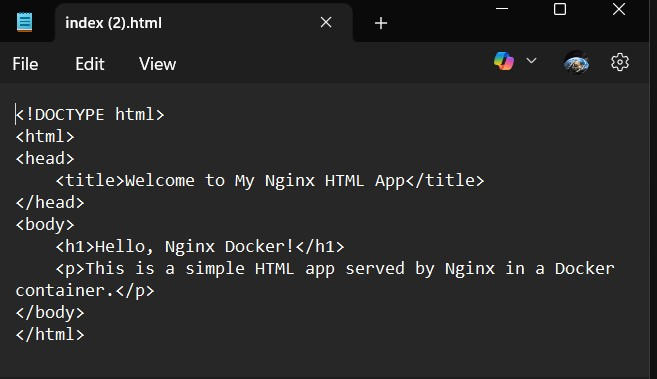 index (2).html
File Edit View
<!DOCTYPE html>
<html>
<head>
    <title>Welcome to My Nginx HTML App</title>
</head>
<body>
    <h1>Hello, Nginx Docker!</h1>
    <p>This is a simple HTML app served by Nginx in a Docker
container.</p>
</body>
</html>